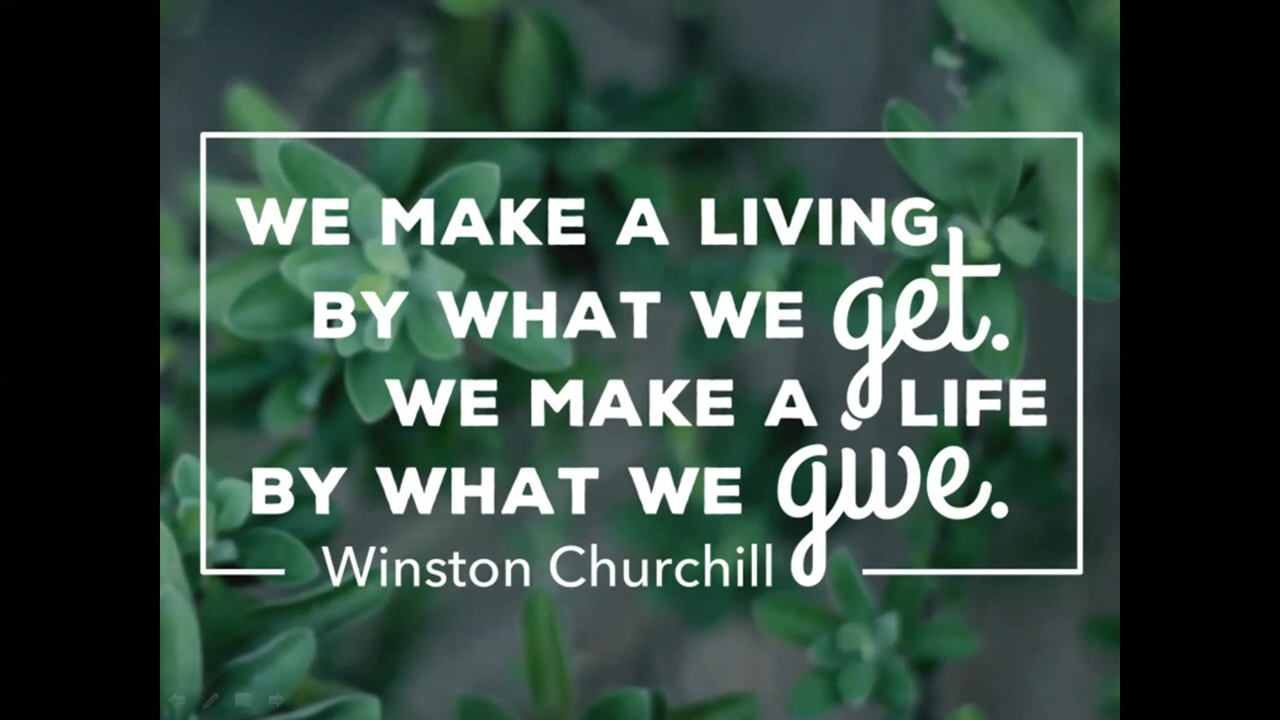 WE MAKE A LIVING
BY WHAT WE get.
WE MAKE A LIFE
BY WHAT WE give.
Winston Churchill